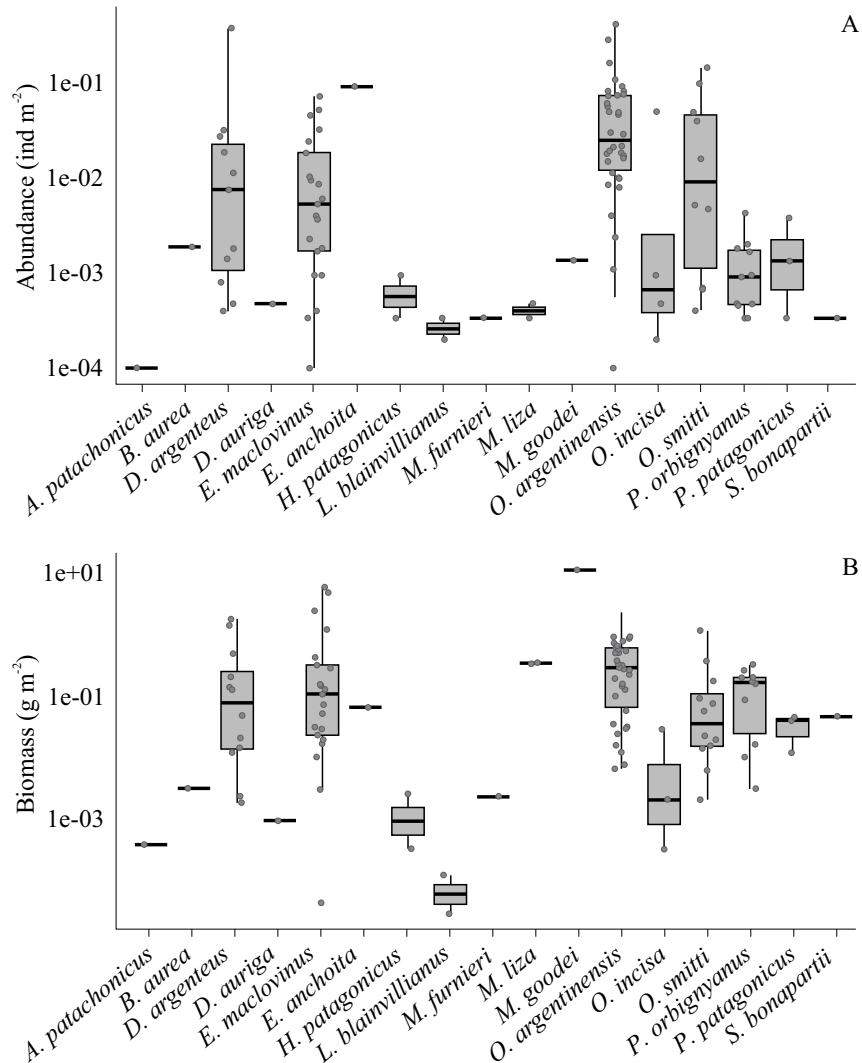 A
Abundance (ind m⁻²)
1e-01
1e-02
1e-03
1e-04
A. patachonicus
B. aurea
D. argenteus
D. auriga
E. maclovinus
E. anchoita
H. patagonicus
L. blainvillianus
M. furnieri
M. liza
M. goodei
O. argentinensis
O. incisa
O. smitti
P. orbignyanus
P. patagonicus
S. bonapartii
B
Biomass (g m⁻²)
1e+01
1e-01
1e-03
A. patachonicus
B. aurea
D. argenteus
D. auriga
E. maclovinus
E. anchoita
H. patagonicus
L. blainvillianus
M. furnieri
M. liza
M. goodei
O. argentinensis
O. incisa
O. smitti
P. orbignyanus
P. patagonicus
S. bonapartii